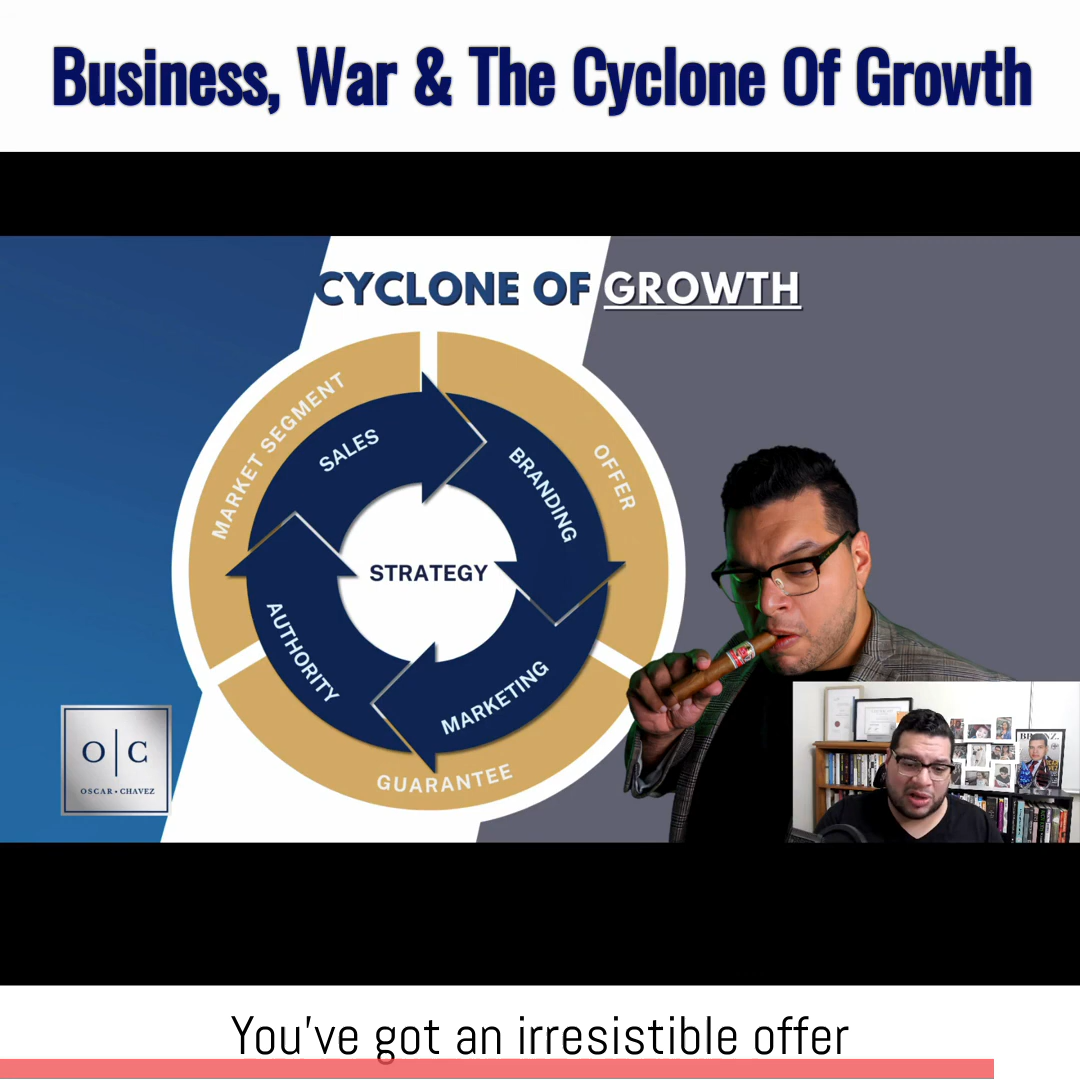 Business, War & The Cyclone Of Growth
CYCLONE OF GROWTH
MARKET SEGMENT
SALES
BRANDING
OFFER
STRATEGY
AUTHORITY
MARKETING
GUARANTEE
O|C
OSCAR • CHAVEZ
You've got an irresistible offer